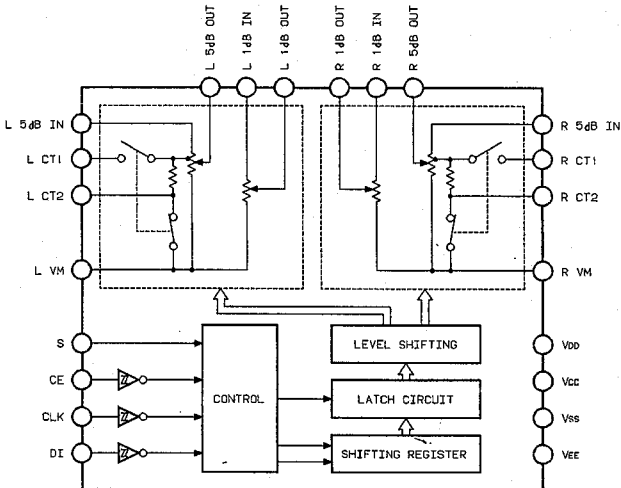 L 5dB OUT
L 1dB IN
L 1dB OUT
R 1dB OUT
R 1dB IN
R 5dB OUT
L 5dB IN
R 5dB IN
L CT1
R CT1
L CT2
R CT2
L VM
R VM
S
LEVEL SHIFTING
VDD
CE
CONTROL
LATCH CIRCUIT
VCC
CLK
VSS
DI
SHIFTING REGISTER
VEE